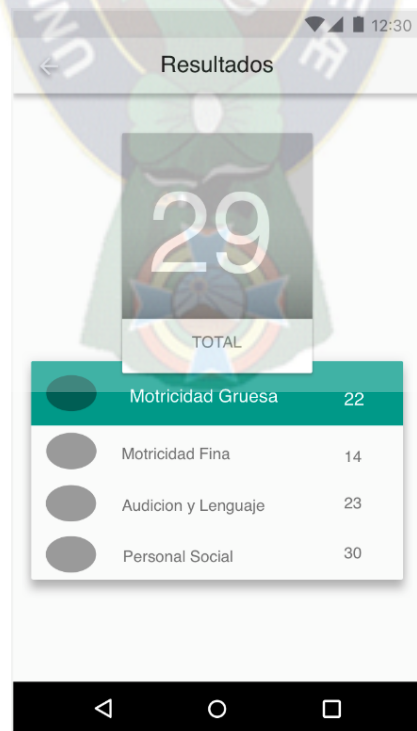 12:30
Resultados
29
TOTAL
Motricidad Gruesa 22
Motricidad Fina 14
Audicion y Lenguaje 23
Personal Social 30